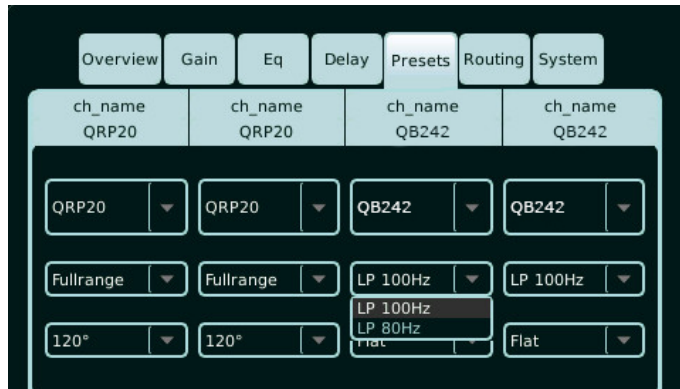 Overview Gain Eq Delay Presets Routing System
ch_name ch_name ch_name ch_name
QRP20 QRP20 QB242 QB242
QRP20 QRP20 QB242 QB242
Fullrange Fullrange LP 100Hz LP 100Hz
LP 100Hz
LP 80Hz
120° 120° Flat Flat